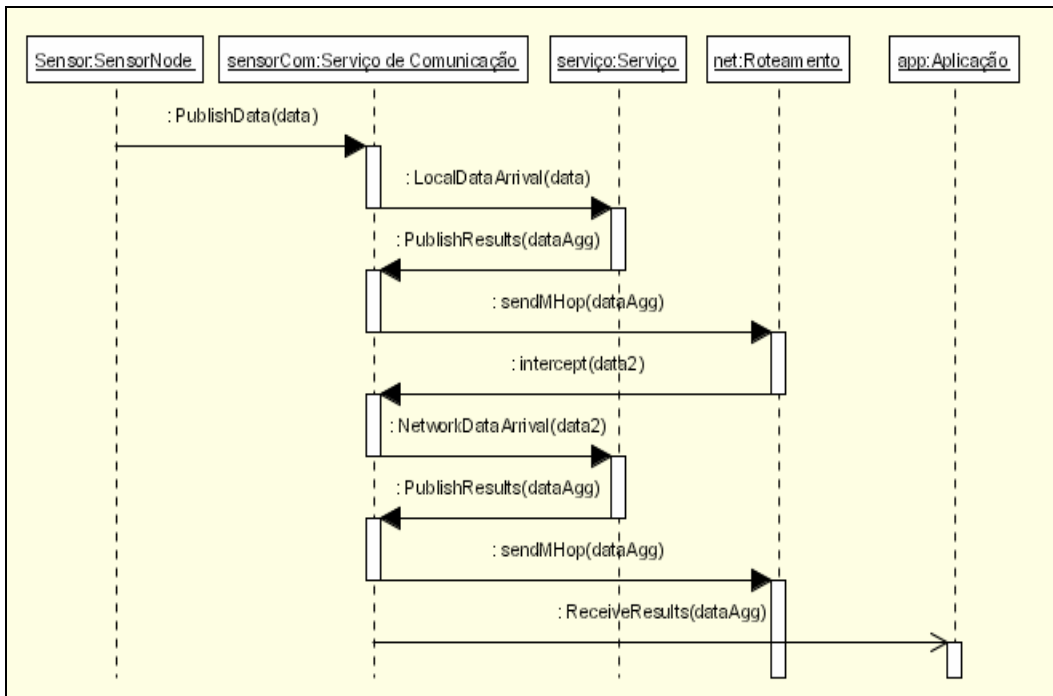 Sensor:SensorNode
sensorCom:Serviço de Comunicação
serviço:Serviço
net:Roteamento
app:Aplicação
: PublishData(data)
: LocalDataArrival(data)
: PublishResults(dataAgg)
: sendMHop(dataAgg)
: intercept(data2)
: NetworkDataArrival(data2)
: PublishResults(dataAgg)
: sendMHop(dataAgg)
: ReceiveResults(dataAgg)